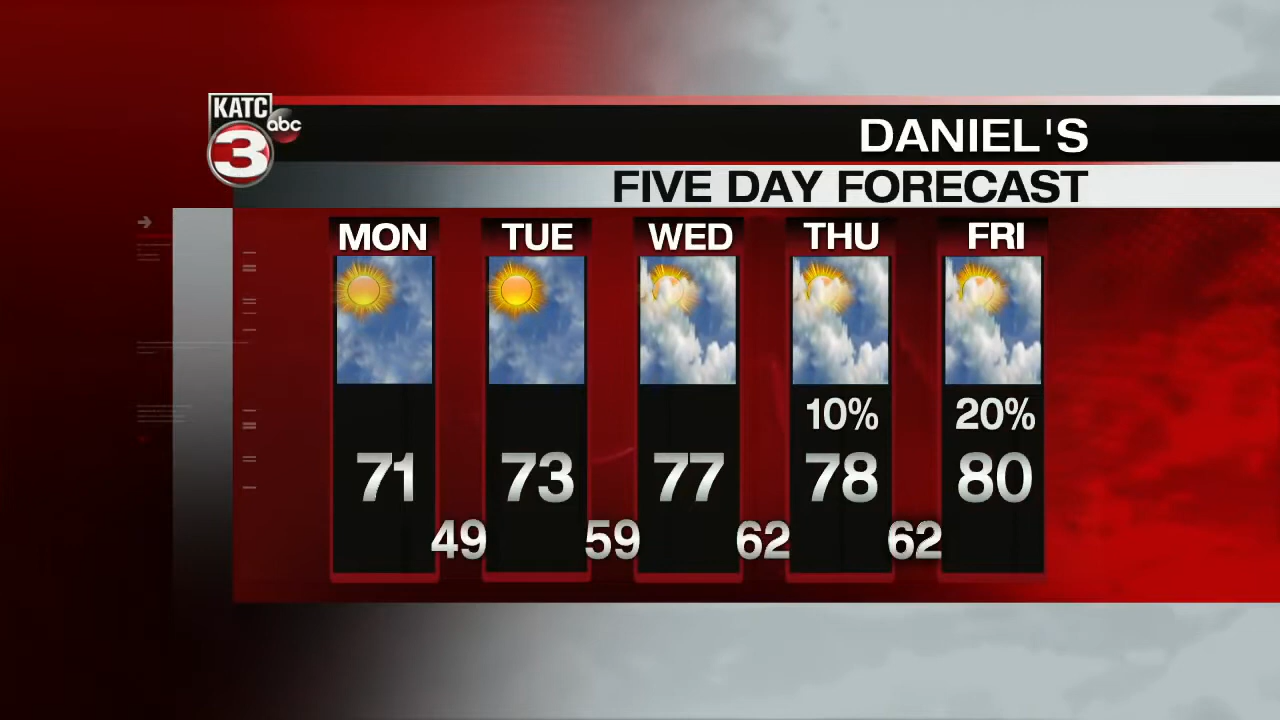 KATC
abc
3
DANIEL'S
FIVE DAY FORECAST
MON TUE WED THU FRI
10% 20%
71 73 77 78 80
49 59 62 62